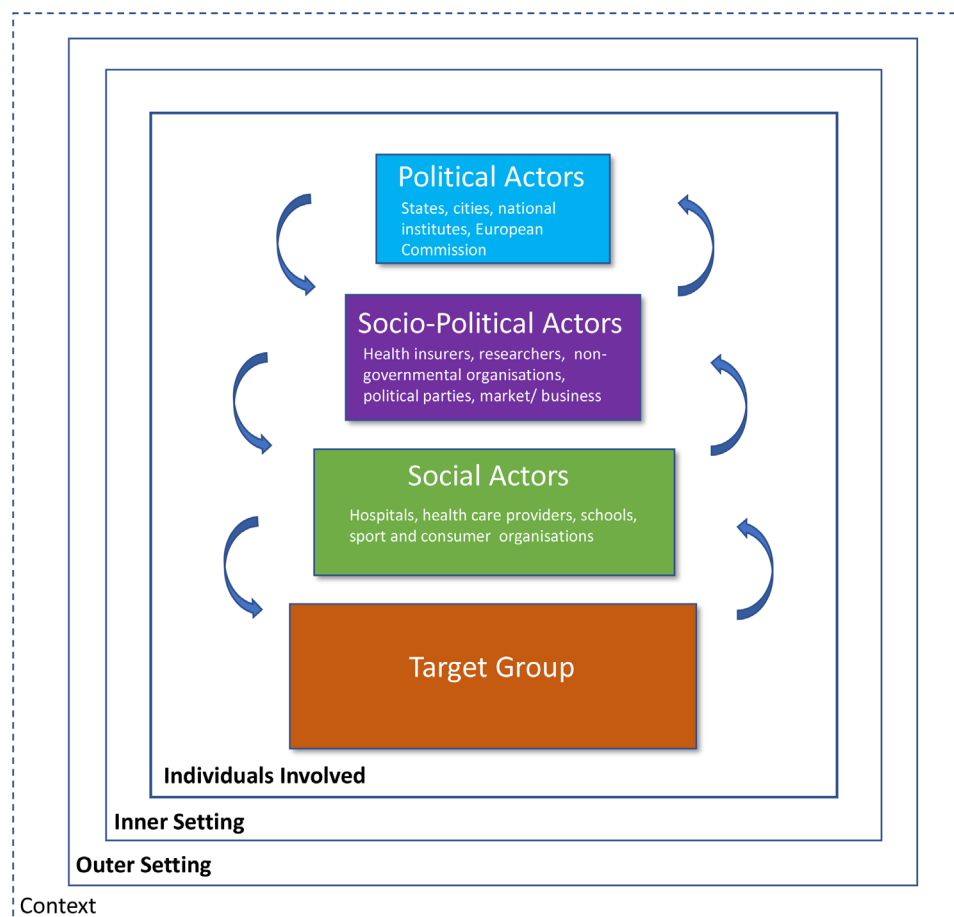 Political Actors
States, cities, national
institutes, European
Commission
Socio-Political Actors
Health insurers, researchers, non-
governmental organisations,
political parties, market/ business
Social Actors
Hospitals, health care providers, schools,
sport and consumer organisations
Target Group
Individuals Involved
Inner Setting
Outer Setting
Context